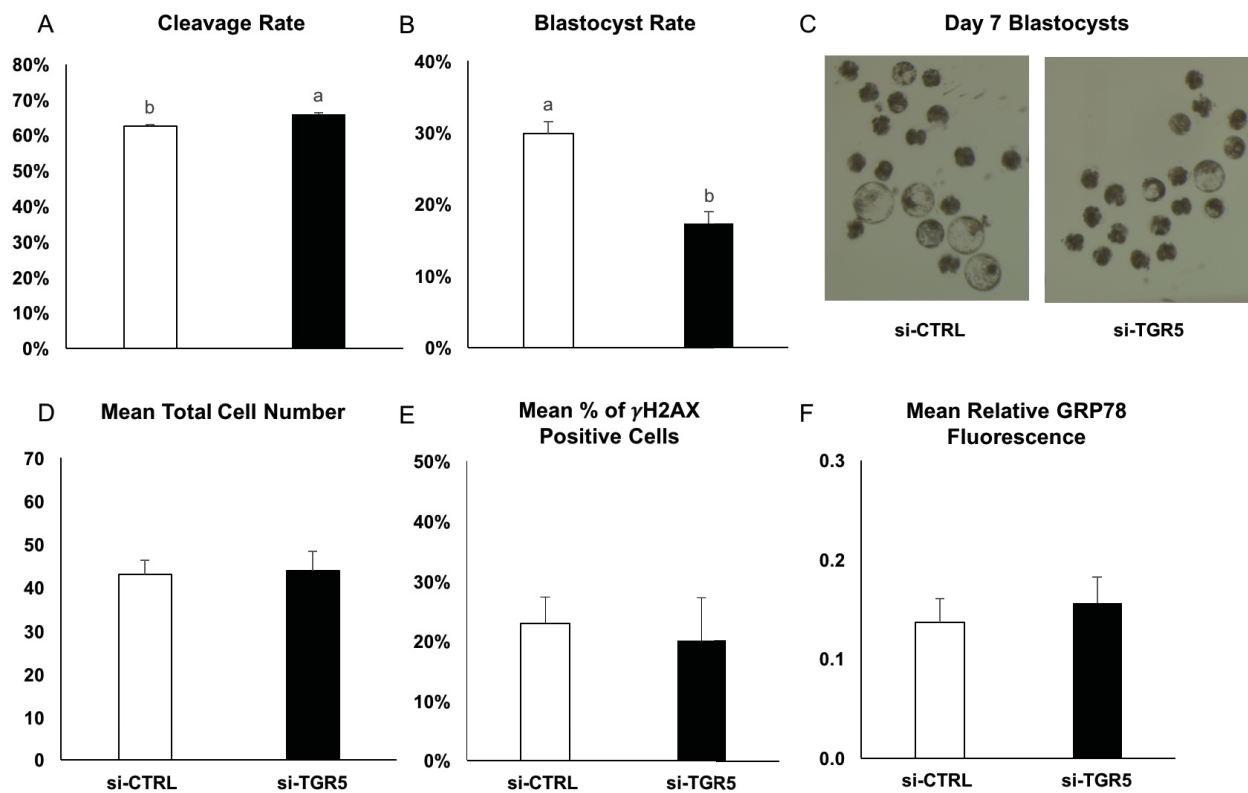 A
Cleavage Rate
80%
70%
60%
50%
40%
30%
20%
10%
0%
b
a
B
Blastocyst Rate
40%
30%
20%
10%
0%
a
b
C
Day 7 Blastocysts
si-CTRL
si-TGR5
D
Mean Total Cell Number
70
60
50
40
30
20
10
0
si-CTRL
si-TGR5
E
Mean % of γH2AX
Positive Cells
50%
40%
30%
20%
10%
0%
si-CTRL
si-TGR5
F
Mean Relative GRP78
Fluorescence
0.3
0.2
0.1
0.0
si-CTRL
si-TGR5